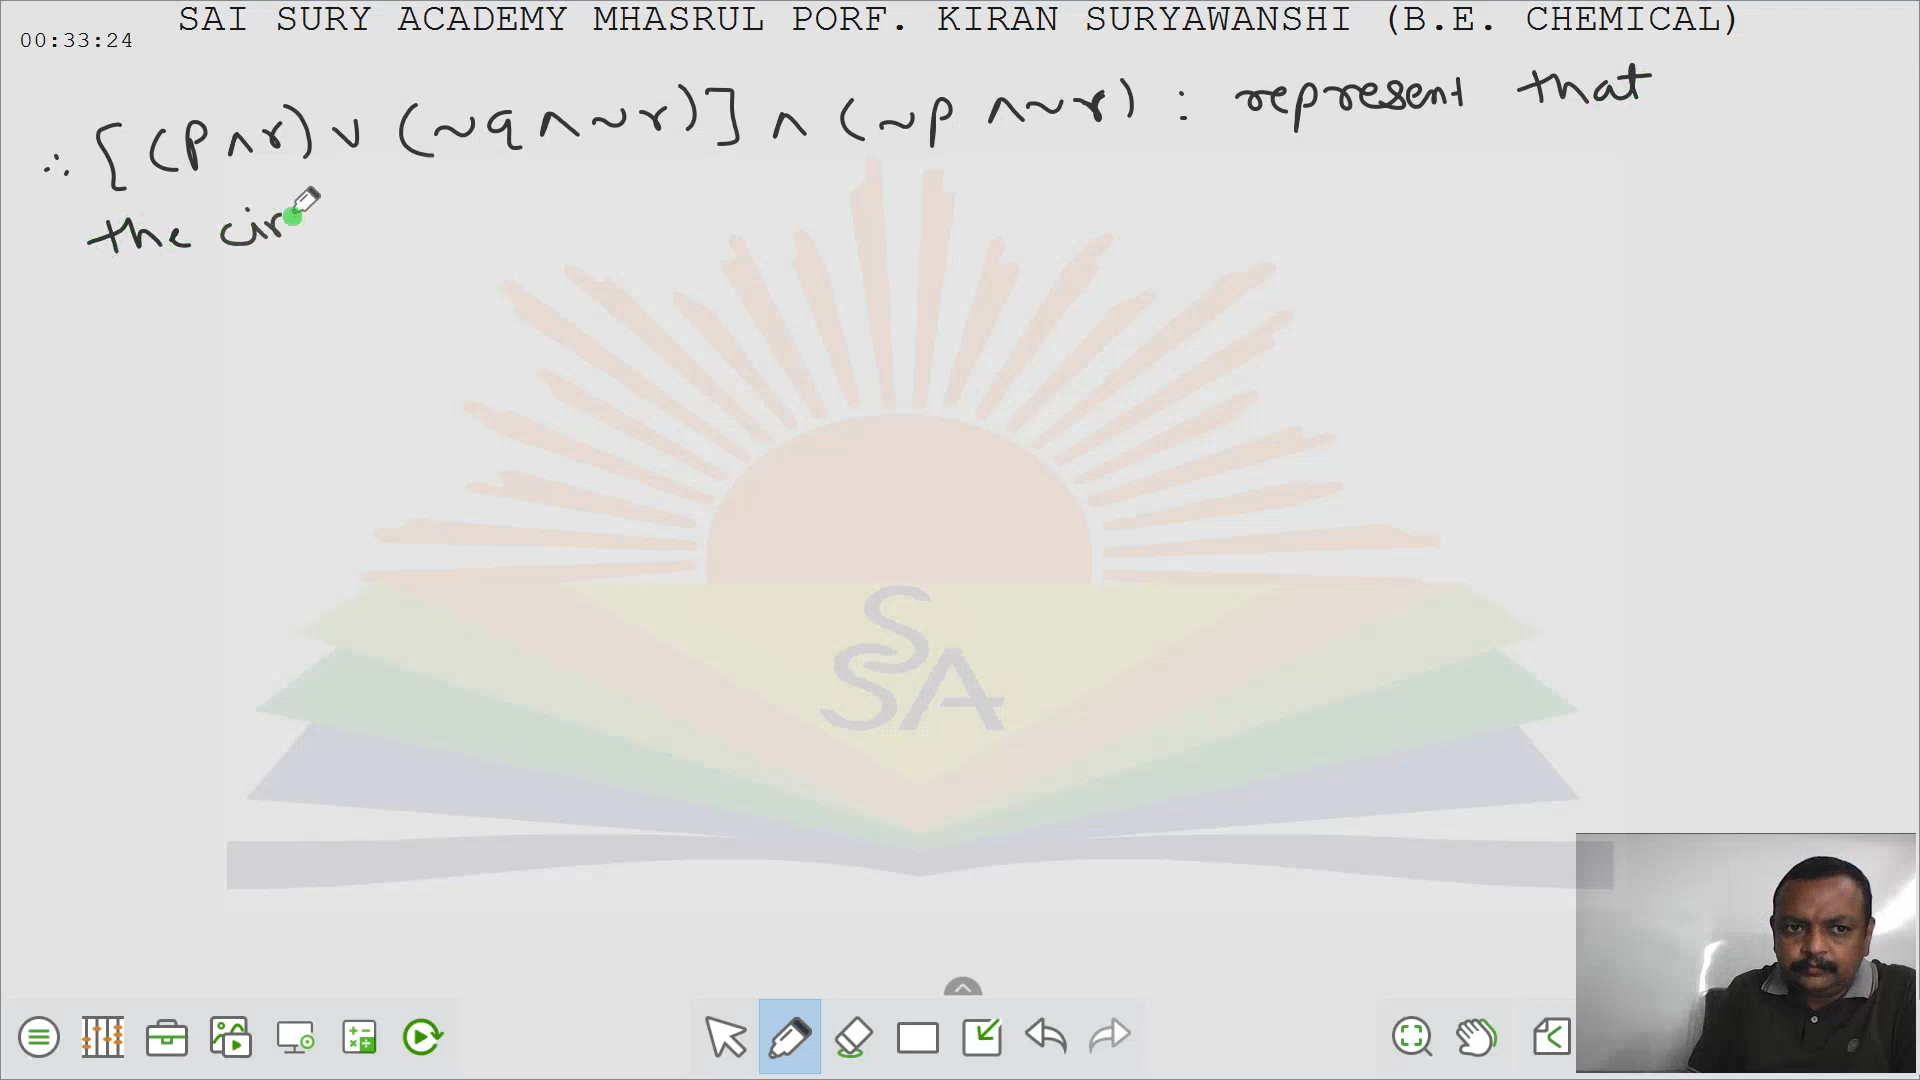 SAI SURY ACADEMY MHASRUL PORF. KIRAN SURYAWANSHI (B.E. CHEMICAL)
00:33:24
∴ [(p∧r) ∨ (~q ∧ ~r)] ∧ (~p ∧ ~r) : represent that
the cir
SSA